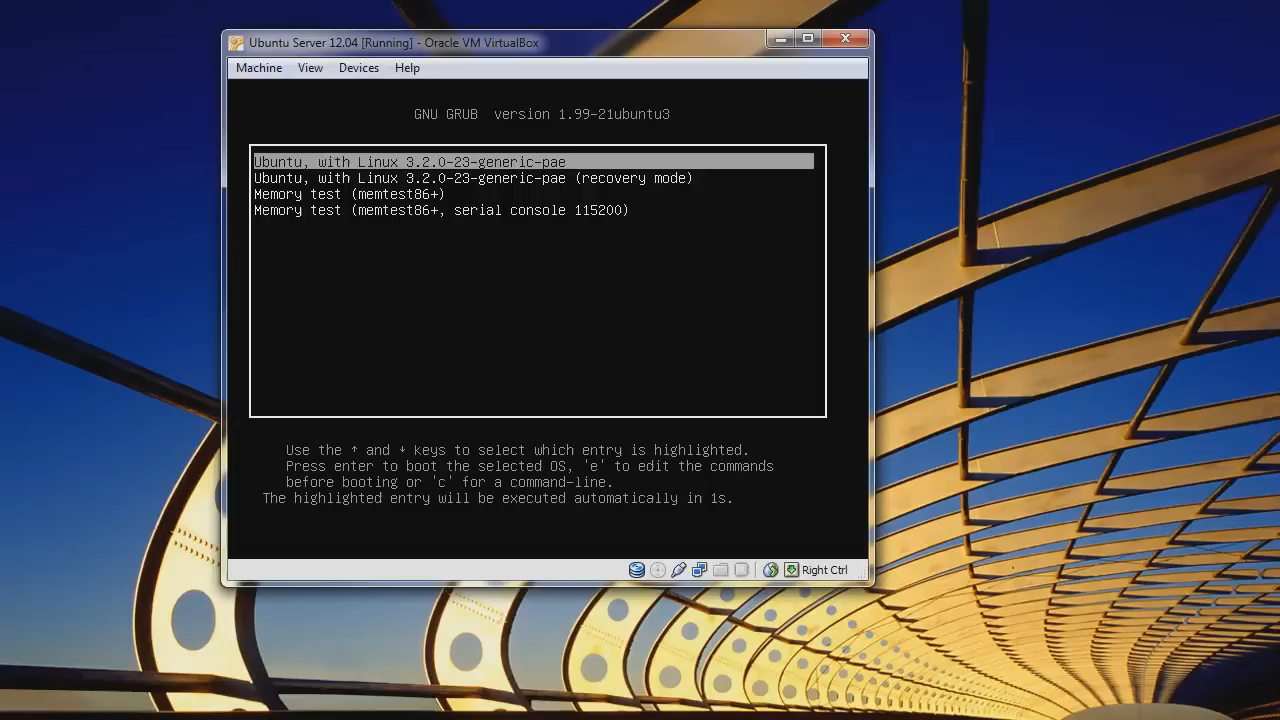 Ubuntu Server 12.04 [Running] - Oracle VM VirtualBox
Machine View Devices Help
GNU GRUB version 1.99-21ubuntu3
Ubuntu, with Linux 3.2.0-23-generic-pae
Ubuntu, with Linux 3.2.0-23-generic-pae (recovery mode)
Memory test (memtest86+)
Memory test (memtest86+, serial console 115200)
Use the ↑ and ↓ keys to select which entry is highlighted.
Press enter to boot the selected OS, 'e' to edit the commands
before booting or 'c' for a command-line.
The highlighted entry will be executed automatically in 1s.
Right Ctrl